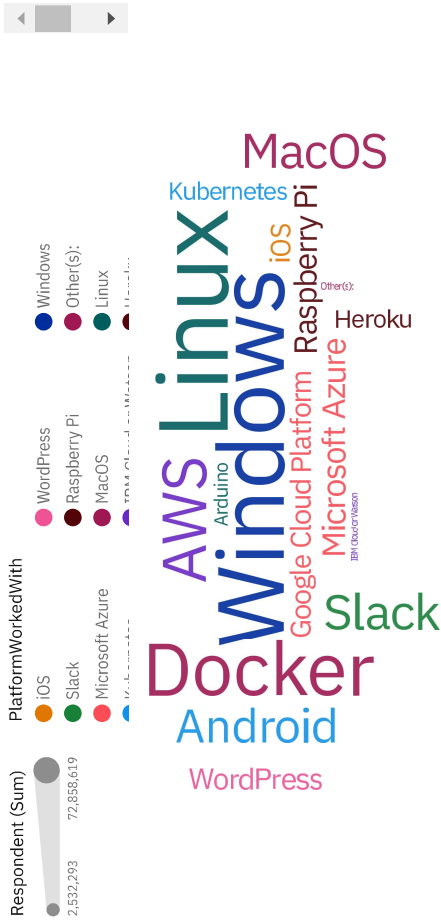 MacOS
Kubernetes
Linux
iOS
Raspberry Pi
Windows
Other(s):
Heroku
AWS
Arduino
Google Cloud Platform
Microsoft Azure
IBM Cloud or Watson
Slack
Docker
Android
WordPress
Respondent (Sum)
2,532,293
72,858,619
PlatformWorkedWith
iOS
WordPress
Windows
Slack
Raspberry Pi
Other(s):
Microsoft Azure
MacOS
Linux